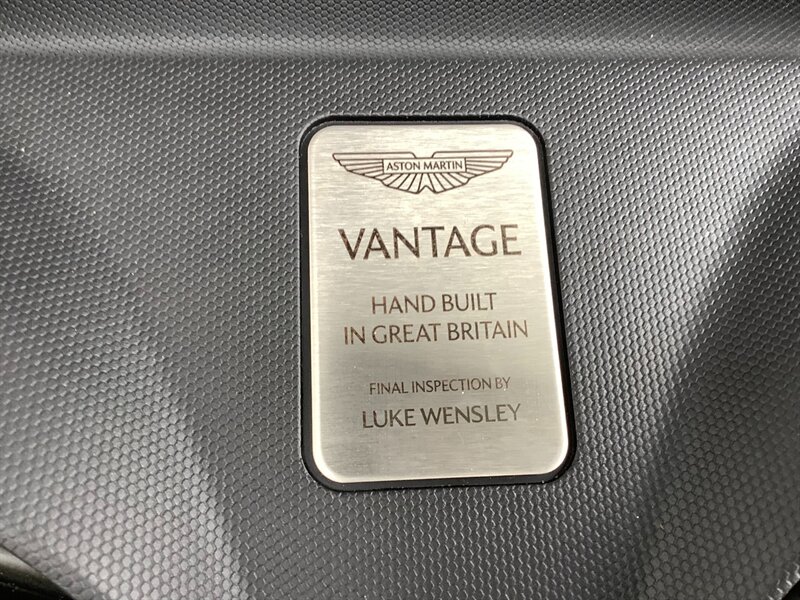 ASTON MARTIN
VANTAGE
HAND BUILT
IN GREAT BRITAIN
FINAL INSPECTION BY
LUKE WENSLEY